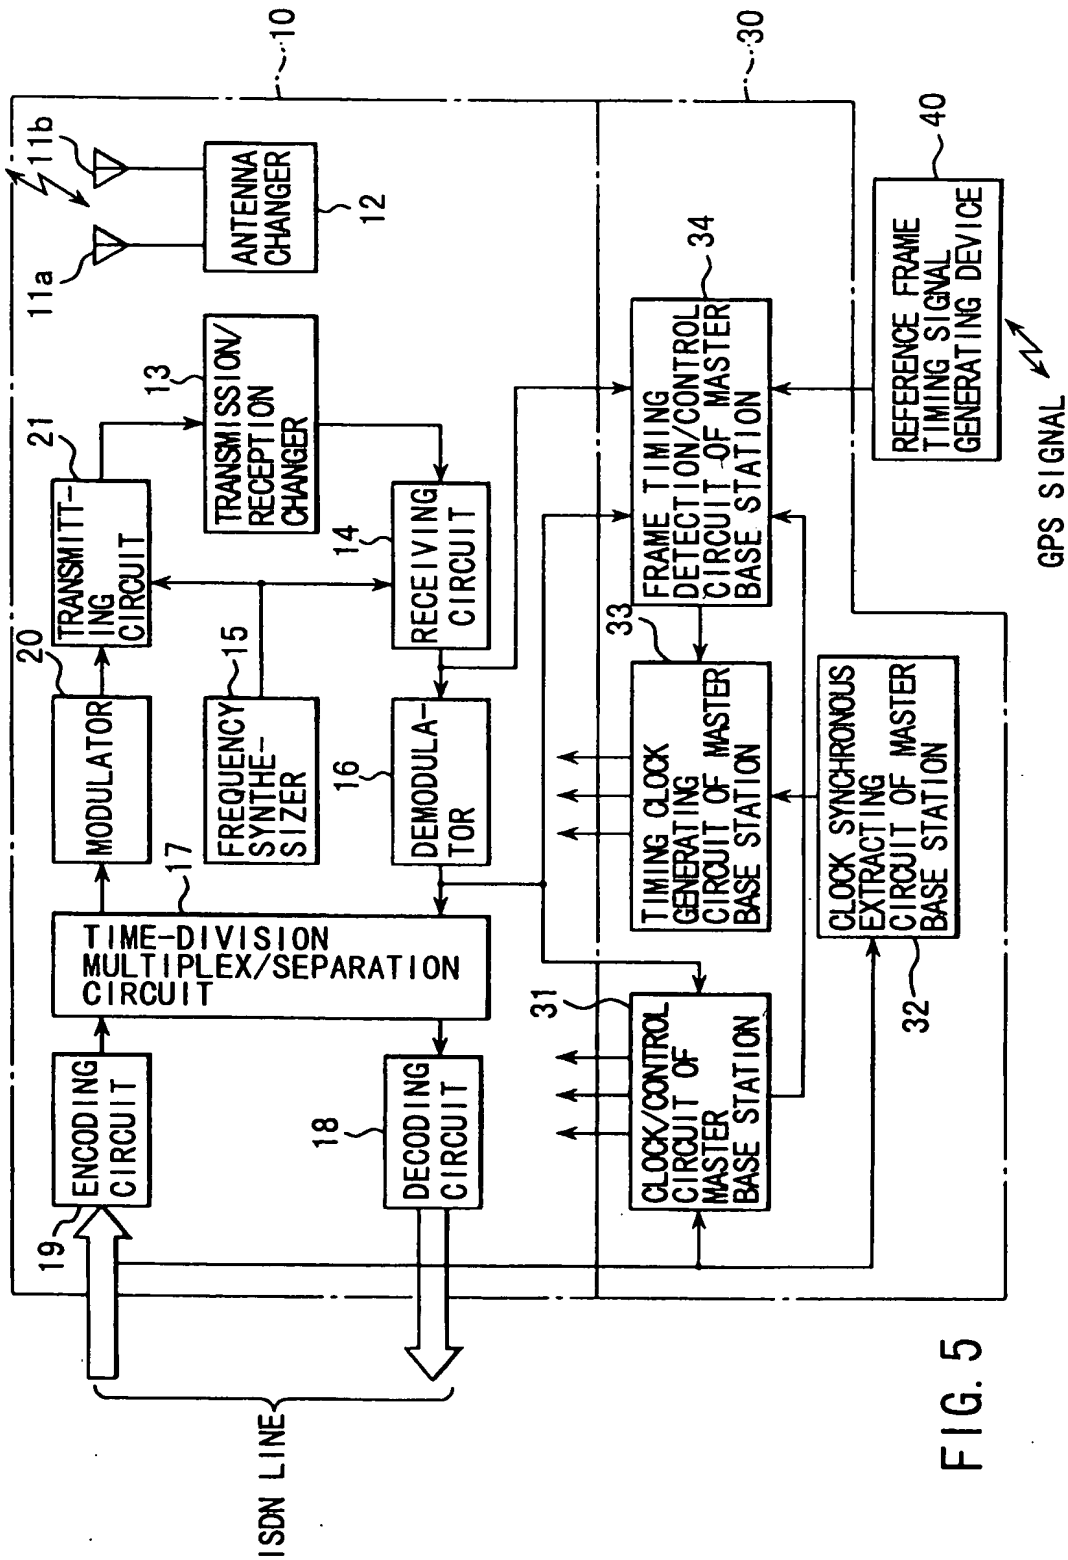 ISDN LINE
19
ENCODING
CIRCUIT
TIME-DIVISION
MULTIPLEX/SEPARATION
CIRCUIT
17
MODULATOR
20
TRANSMITT-
ING
CIRCUIT
21
11a
11b
10
FREQUENCY
SYNTHE-
SIZER
15
TRANSMISSION/
RECEPTION
CHANGER
13
ANTENNA
CHANGER
12
DECODING
CIRCUIT
18
DEMODULA-
TOR
16
RECEIVING
CIRCUIT
14
CLOCK/CONTROL
CIRCUIT OF
MASTER
BASE STATION
31
TIMING CLOCK
GENERATING
CIRCUIT OF MASTER
BASE STATION
33
FRAME TIMING
DETECTION/CONTROL
CIRCUIT OF MASTER
BASE STATION
34
30
CLOCK SYNCHRONOUS
EXTRACTING
CIRCUIT OF MASTER
BASE STATION
32
REFERENCE FRAME
TIMING SIGNAL
GENERATING DEVICE
40
GPS SIGNAL
FIG. 5